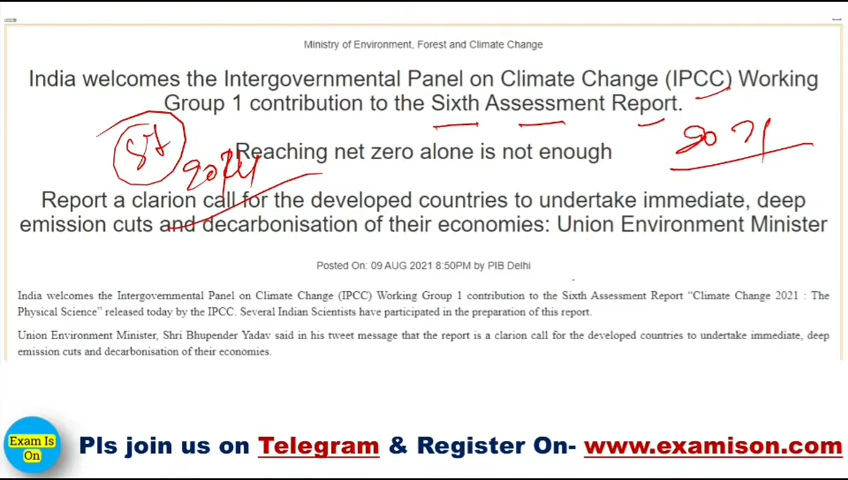 Ministry of Environment, Forest and Climate Change
India welcomes the Intergovernmental Panel on Climate Change (IPCC) Working
Group 1 contribution to the Sixth Assessment Report.
Reaching net zero alone is not enough
Report a clarion call for the developed countries to undertake immediate, deep
emission cuts and decarbonisation of their economies: Union Environment Minister
Posted On: 09 AUG 2021 8:50PM by PIB Delhi
India welcomes the Intergovernmental Panel on Climate Change (IPCC) Working Group 1 contribution to the Sixth Assessment Report “Climate Change 2021 : The
Physical Science” released today by the IPCC. Several Indian Scientists have participated in the preparation of this report.
Union Environment Minister, Shri Bhupender Yadav said in his tweet message that the report is a clarion call for the developed countries to undertake immediate, deep
emission cuts and decarbonisation of their economies.
Exam Is
On
Pls join us on Telegram & Register On- www.examison.com